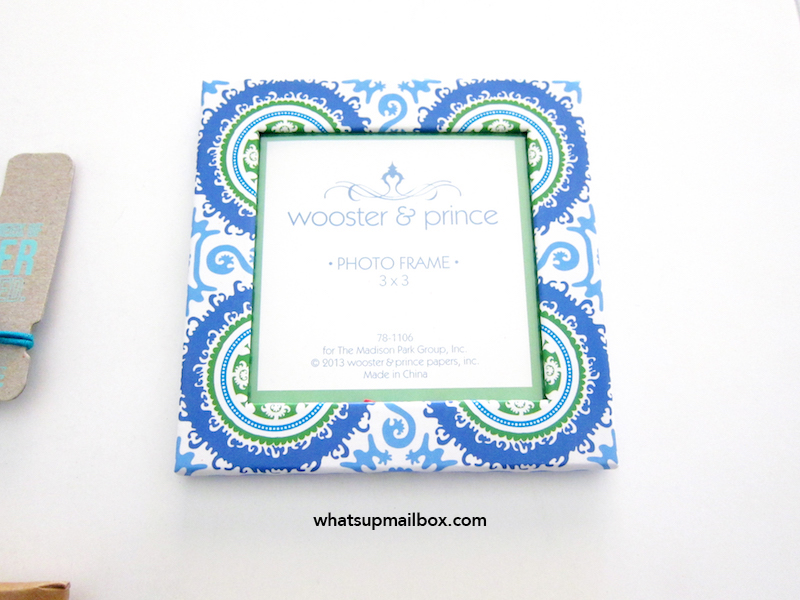 wooster & prince
• PHOTO FRAME •
3 x 3
78-1106
for The Madison Park Group, Inc.
© 2013 wooster & prince papers, inc.
Made in China
ER
whatsupmailbox.com